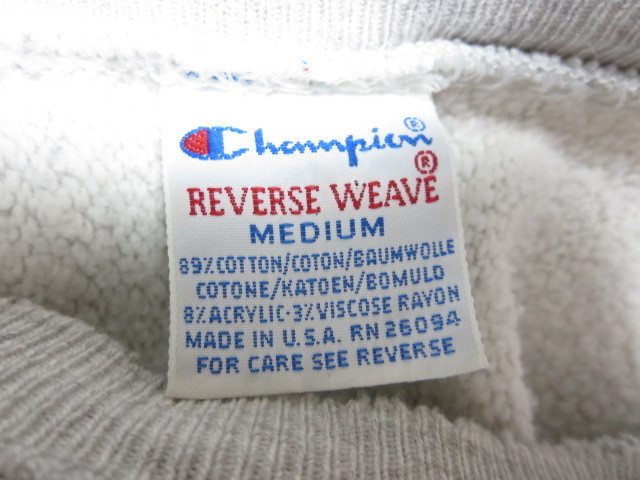 Champion®
REVERSE WEAVE®
MEDIUM
89% COTTON/COTON/BAUMWOLLE
COTONE/KATOEN/BOMULD
8% ACRYLIC·3% VISCOSE RAYON
MADE IN U.S.A. RN 26094
FOR CARE SEE REVERSE